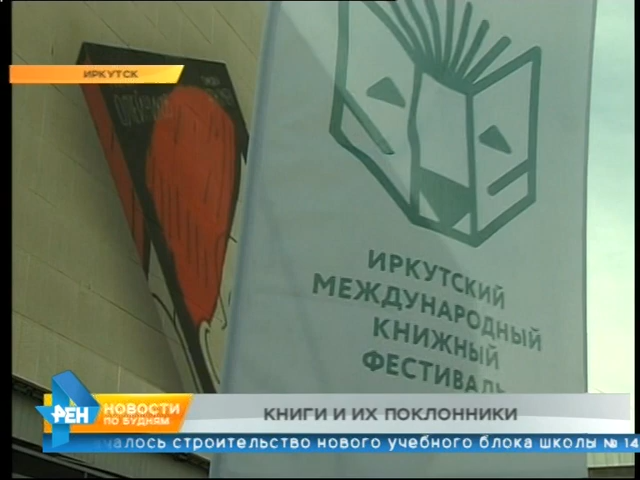 ИРКУТСК
ИРКУТСКИЙ
МЕЖДУНАРОДНЫЙ
КНИЖНЫЙ
ФЕСТИВАЛЬ
КНИГИ И ИХ ПОКЛОННИКИ
РЕН
НОВОСТИ
ПО БУДНЯМ
чалось строительство нового учебного блока школы № 14